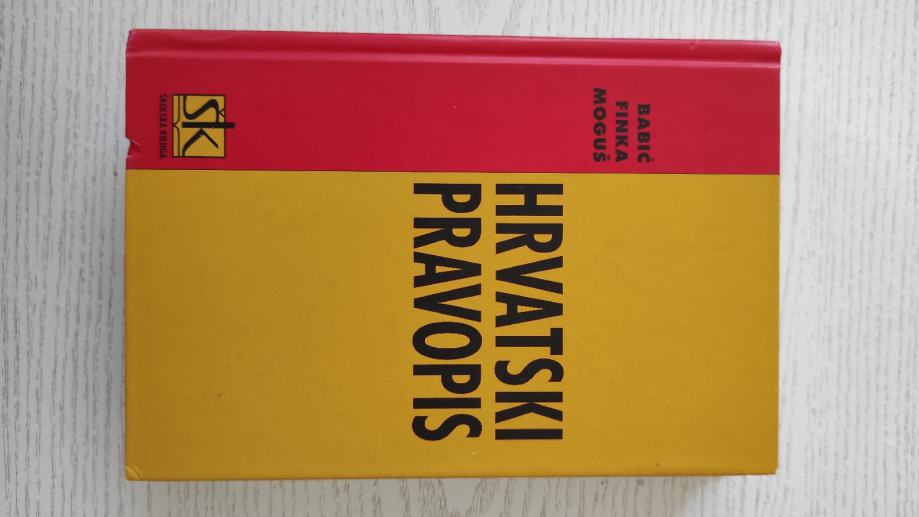 BABIĆ
FINKA
MOGUŠ
HRVATSKI
PRAVOPIS
ŠK
ŠKOLSKA KNJIGA